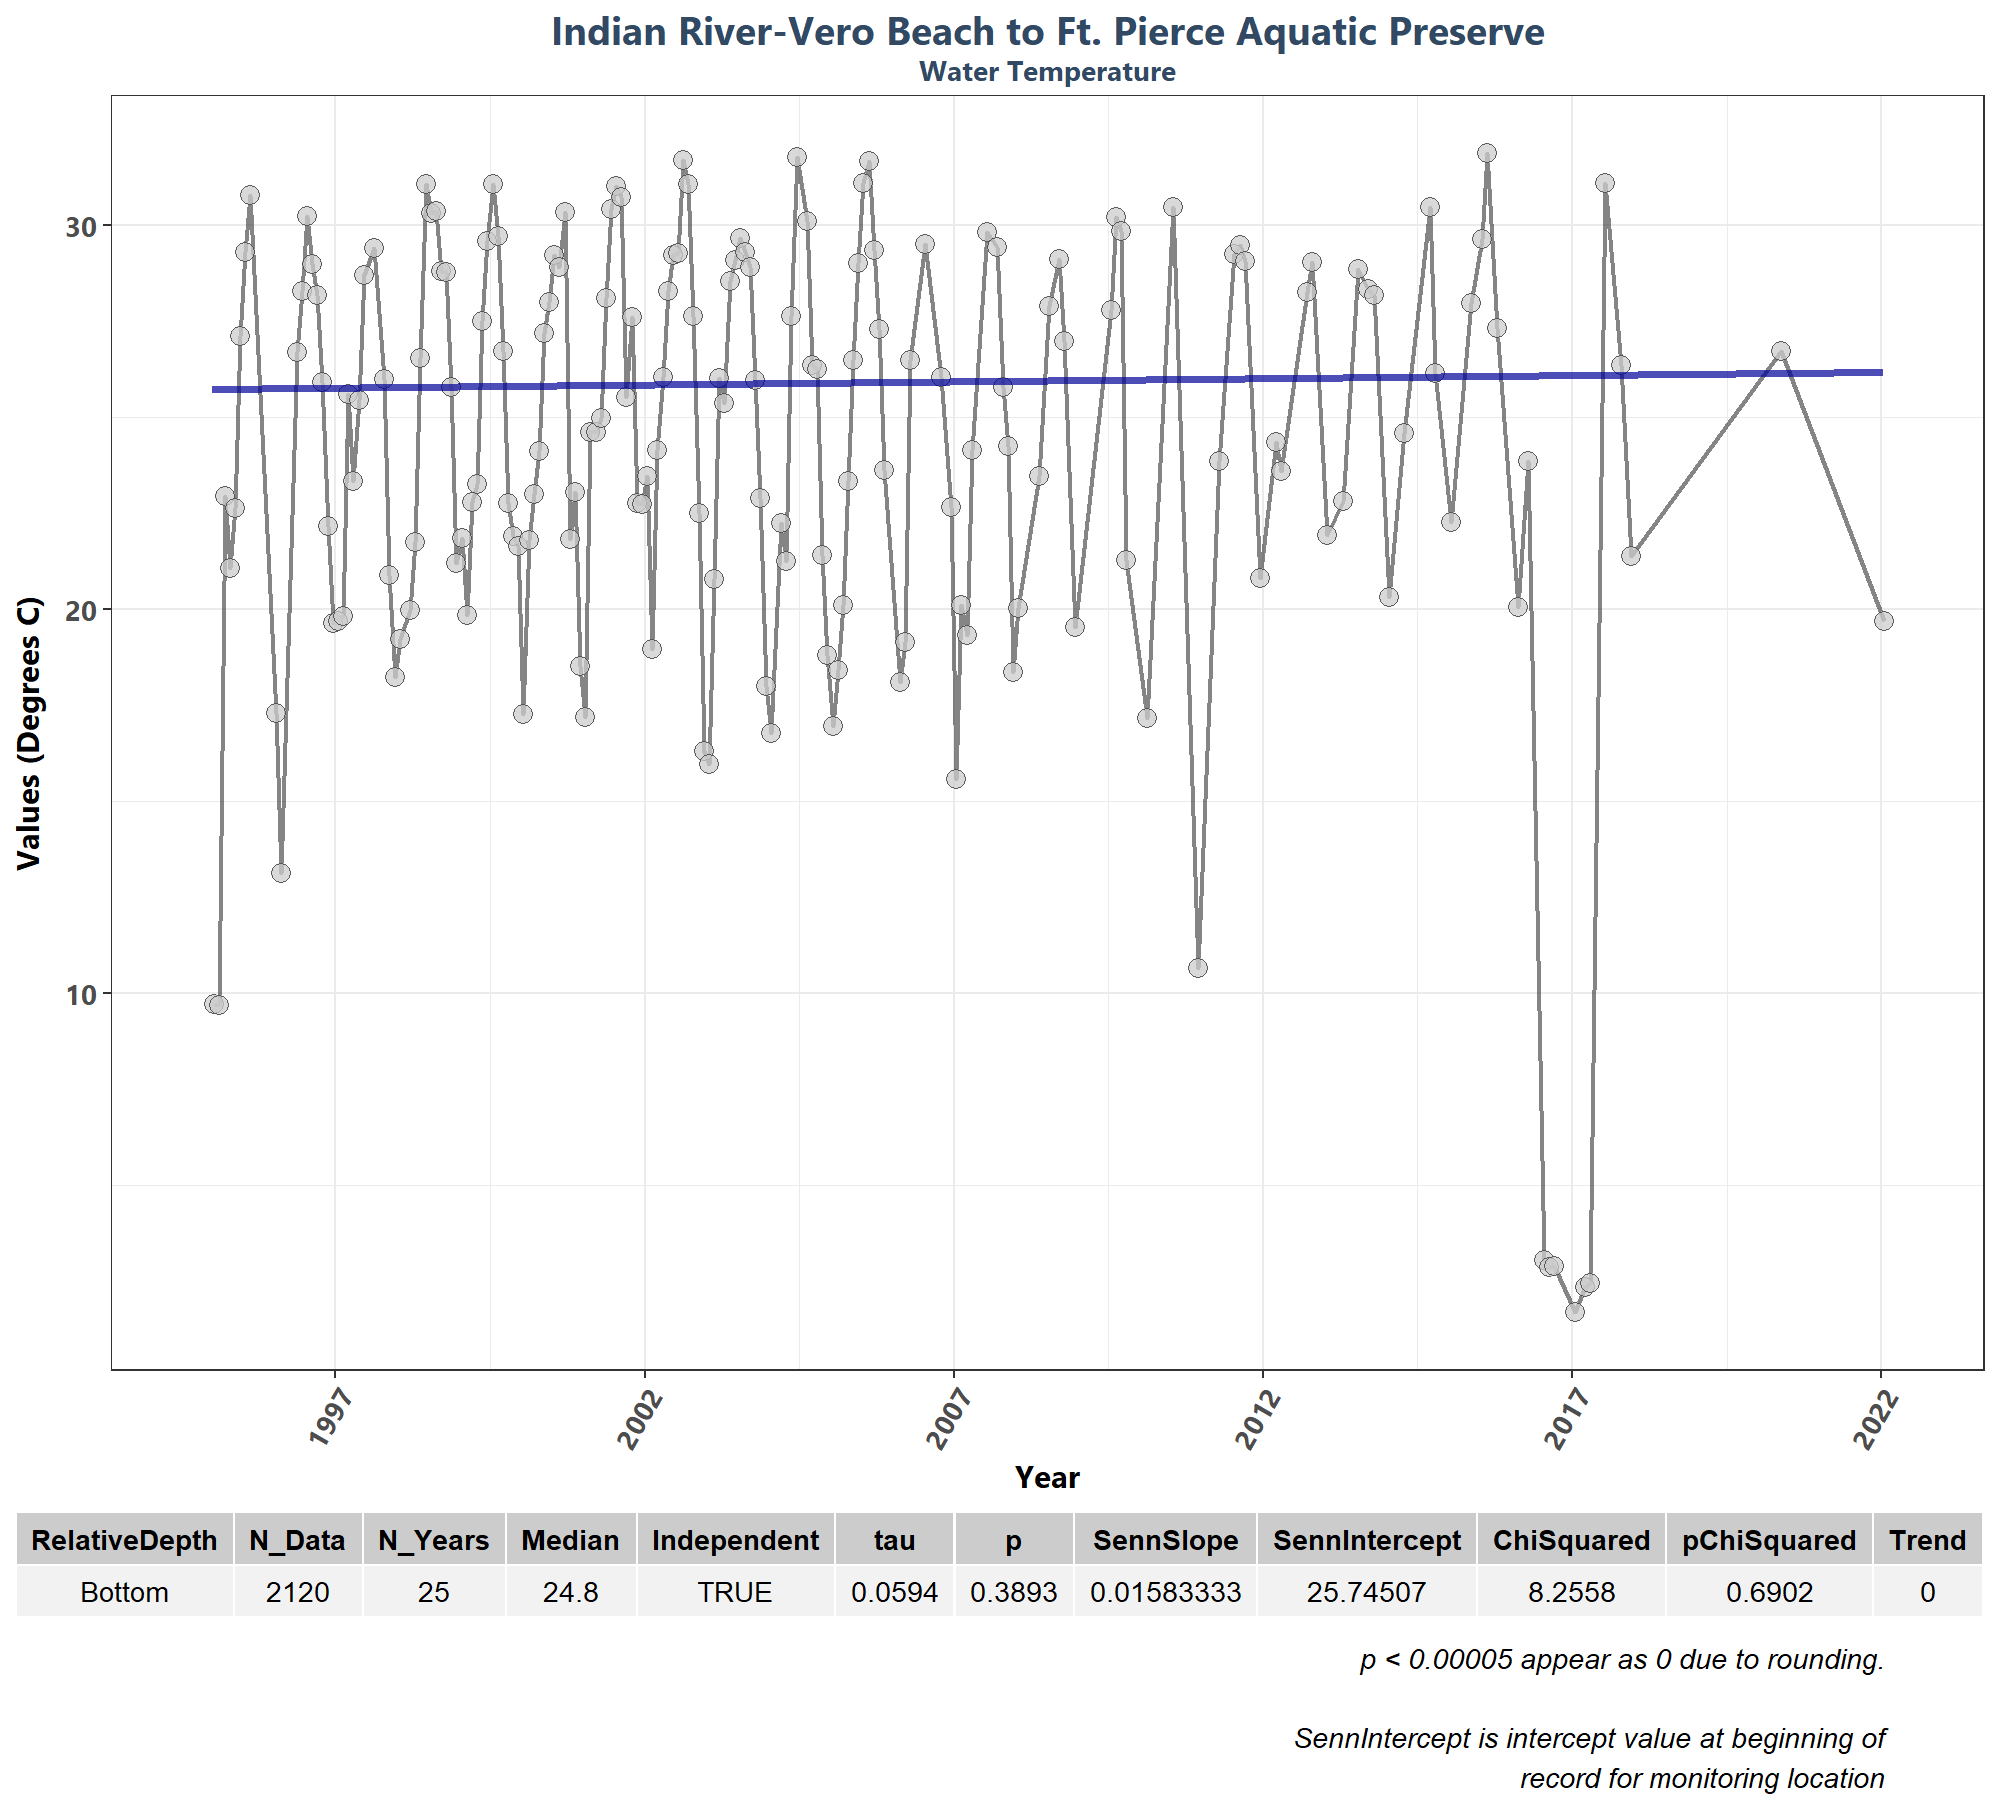 Indian River-Vero Beach to Ft. Pierce Aquatic Preserve
Water Temperature
Values (Degrees C)
30
20
10
1997 2002 2007 2012 2017 2022
Year
RelativeDepth N_Data N_Years Median Independent tau p SennSlope SennIntercept ChiSquared pChiSquared Trend
Bottom 2120 25 24.8 TRUE 0.0594 0.3893 0.01583333 25.74507 8.2558 0.6902 0
p < 0.00005 appear as 0 due to rounding.
SennIntercept is intercept value at beginning of
record for monitoring location